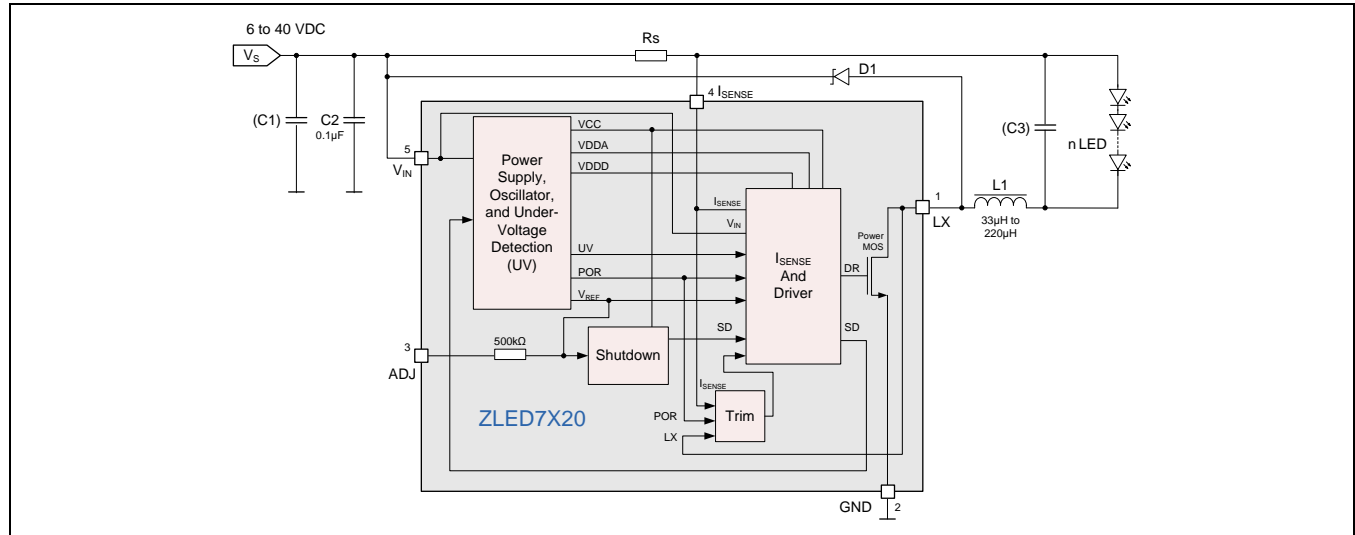 6 to 40 VDC
VS
Rs
D1
4 ISENSE
(C1)
C2
0.1µF
(C3)
n LED
5
VIN
Power
Supply,
Oscillator,
and Under-
Voltage
Detection
(UV)
VCC
VDDA
VDDD
ISENSE
VIN
UV
POR
VREF
ISENSE
And
Driver
DR
SD
Power
MOS
1
LX
L1
33µH to
220µH
3
ADJ
500kΩ
Shutdown
SD
ISENSE
POR
LX
Trim
ZLED7X20
GND
2